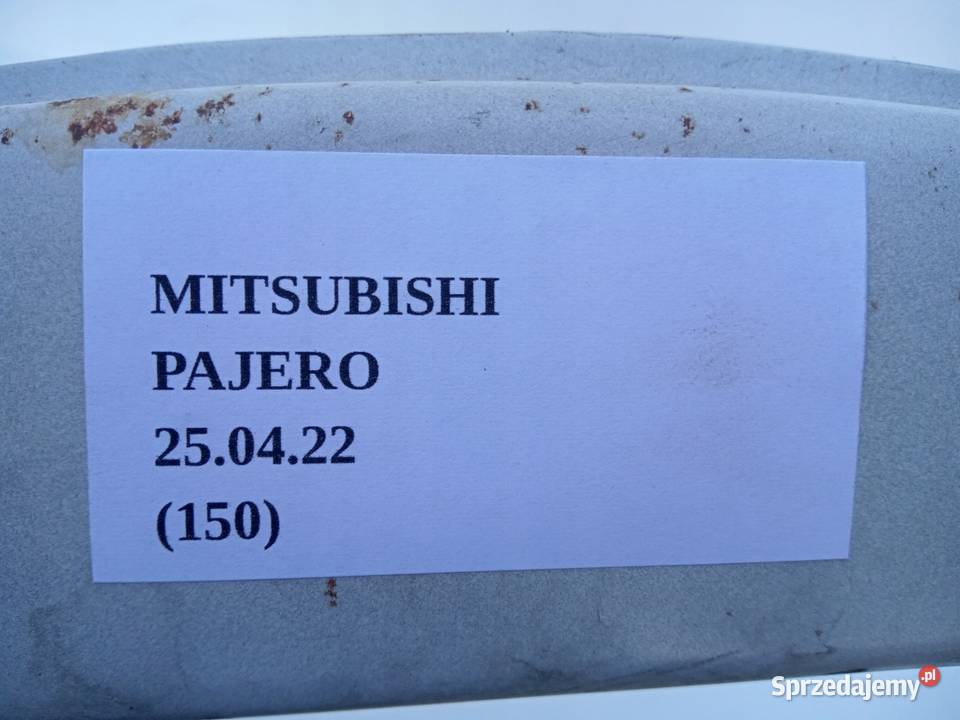 MITSUBISHI
PAJERO
25.04.22
(150)
Sprzedajemy.pl